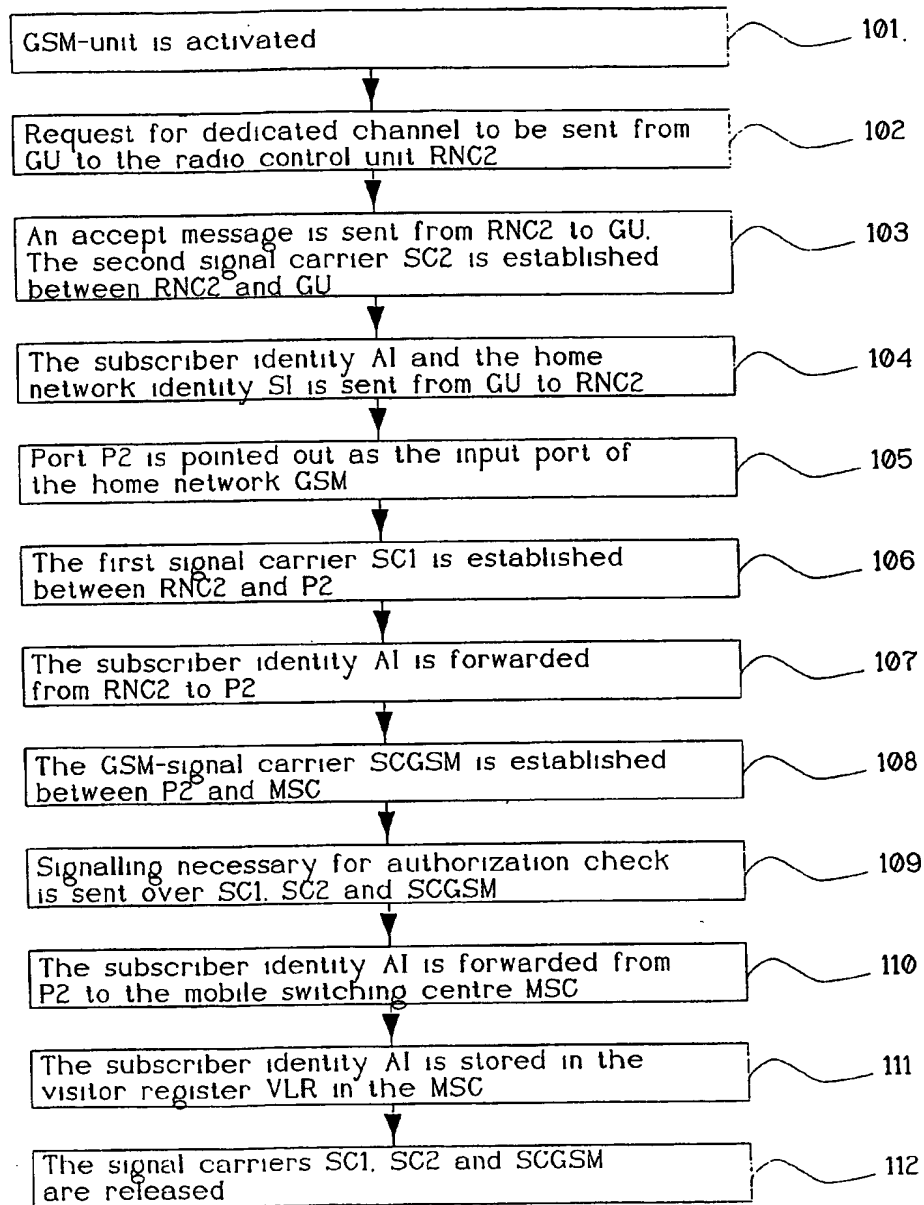 GSM-unit is activated
101.
Request for dedicated channel to be sent from
GU to the radio control unit RNC2
102
An accept message is sent from RNC2 to GU.
The second signal carrier SC2 is established
between RNC2 and GU
103
The subscriber identity AI and the home
network identity SI is sent from GU to RNC2
104
Port P2 is pointed out as the input port of
the home network GSM
105
The first signal carrier SC1 is established
between RNC2 and P2
106
The subscriber identity AI is forwarded
from RNC2 to P2
107
The GSM-signal carrier SCGSM is established
between P2 and MSC
108
Signalling necessary for authorization check
is sent over SC1. SC2 and SCGSM
109
The subscriber identity AI is forwarded from
P2 to the mobile switching centre MSC
110
The subscriber identity AI is stored in the
visitor register VLR in the MSC
111
The signal carriers SC1. SC2 and SCGSM
are released
112